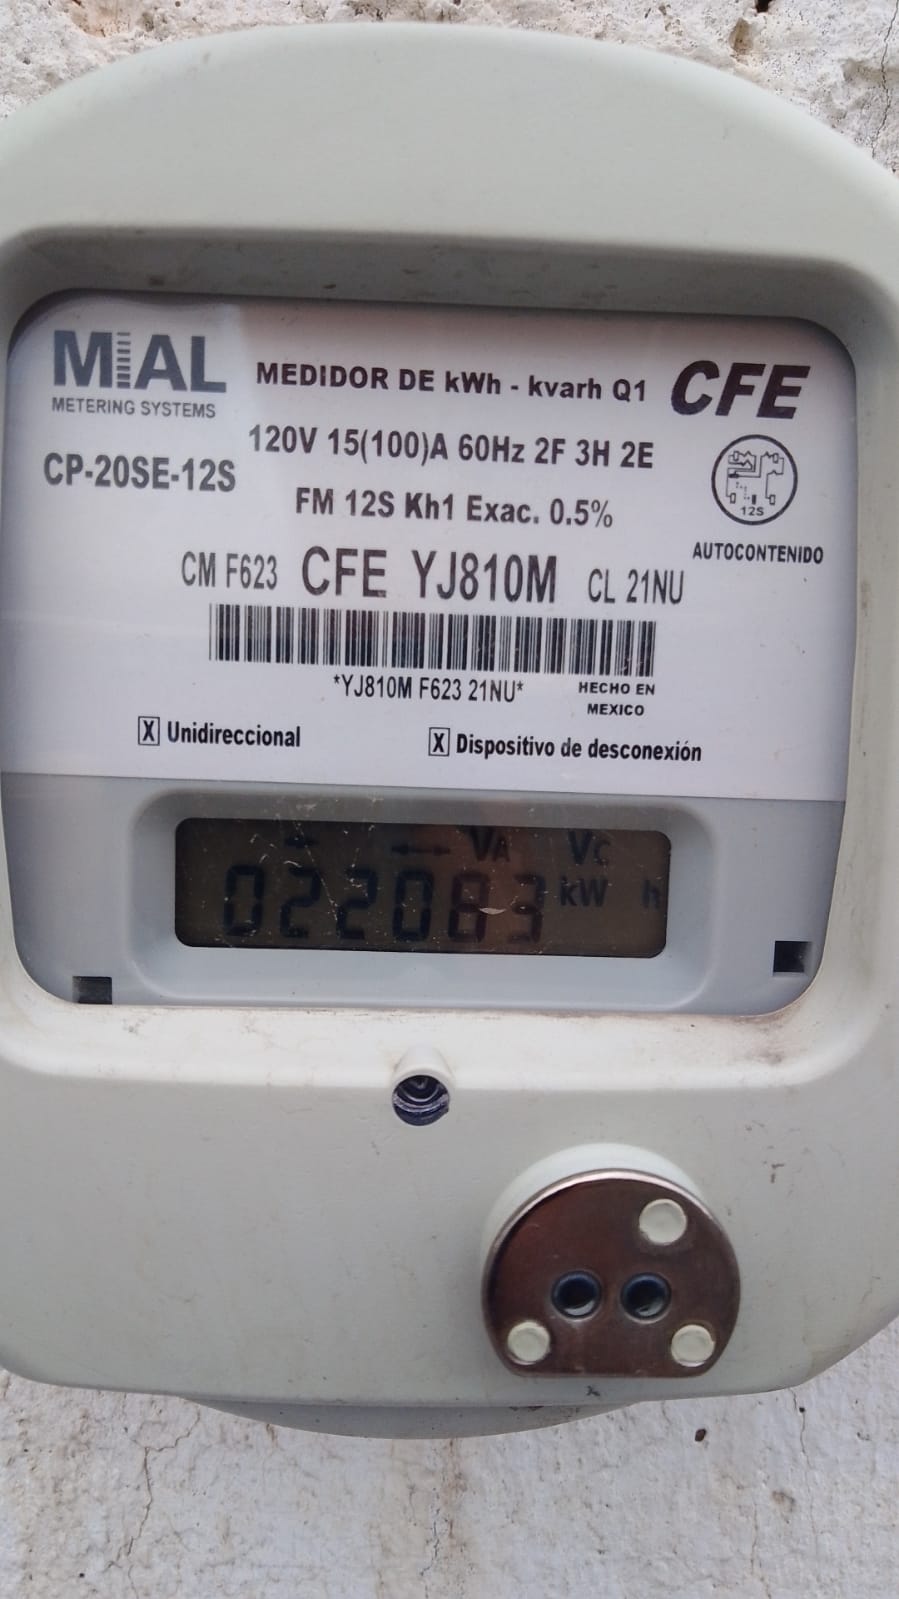 MIAL
METERING SYSTEMS
MEDIDOR DE kWh - kvarh Q1
CFE
CP-20SE-12S
120V 15(100)A 60Hz 2F 3H 2E
FM 12S Kh1 Exac. 0.5%
12S
AUTOCONTENIDO
CM F623 CFE YJ810M CL 21NU
*YJ810M F623 21NU*
HECHO EN
MEXICO
X Unidireccional
X Dispositivo de desconexión
VA VC
022083 kW h